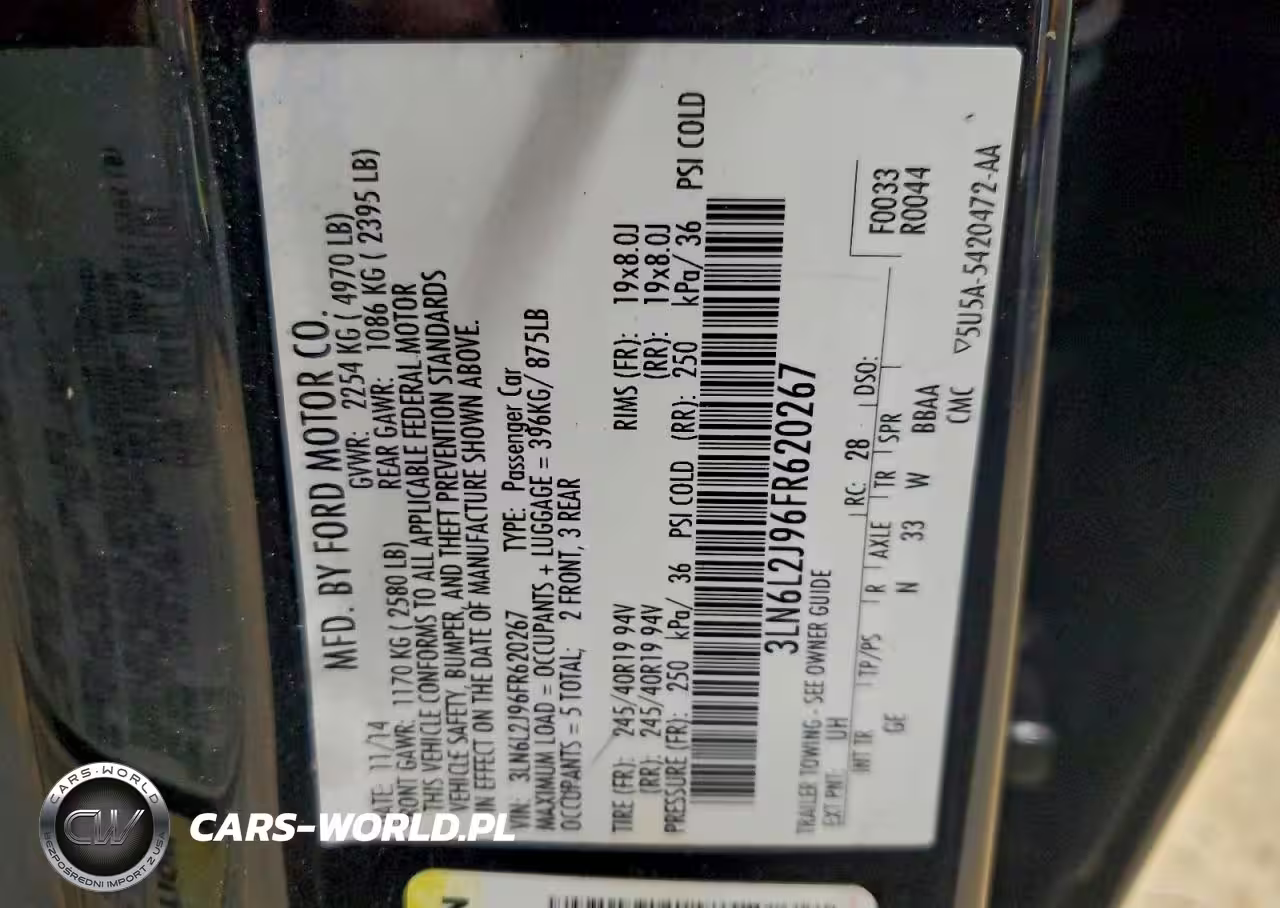 MFD. BY FORD MOTOR CO.
DATE 11/14 GVWR: 2254 KG ( 4970 LB)
FRONT GAWR: 1170 KG ( 2580 LB) REAR GAWR: 1086 KG ( 2395 LB)
THIS VEHICLE CONFORMS TO ALL APPLICABLE FEDERAL MOTOR
VEHICLE SAFETY, BUMPER, AND THEFT PREVENTION STANDARDS
IN EFFECT ON THE DATE OF MANUFACTURE SHOWN ABOVE.
VIN: 3LN6L2J96FR620267 TYPE: Passenger Car
MAXIMUM LOAD = OCCUPANTS + LUGGAGE = 396KG/ 875LB
OCCUPANTS = 5 TOTAL; 2 FRONT, 3 REAR
TIRE (FR): 245/40R19 94V RIMS (FR): 19x8.0J
(RR): 245/40R19 94V (RR): 19x8.0J
PRESSURE (FR): 250 kPa/ 36 PSI COLD (RR): 250 kPa/ 36 PSI COLD
3LN6L2J96FR620267
TRAILER TOWING - SEE OWNER GUIDE
EXT PNT: UH RC: 28 DSO: F0033
INT TR TP/PS R AXLE TR SPR R0044
GE N 33 W BBAA
CMC
▽5U5A-5420472-AA
CARS-WORLD
CW
BEZPOŚREDNI IMPORT Z USA
CARS-WORLD.PL